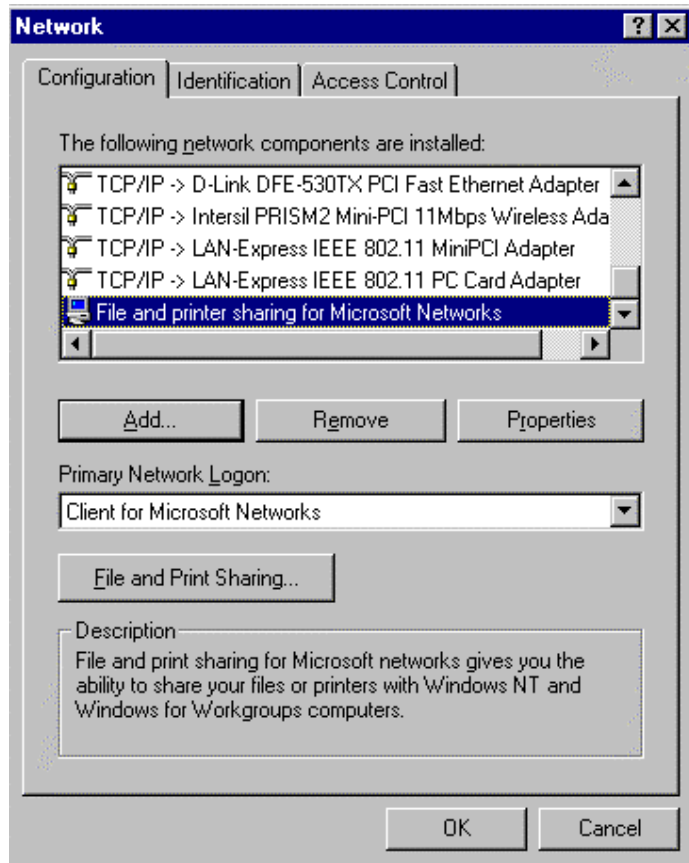 Network
Configuration Identification Access Control
The following network components are installed:
TCP/IP -> D-Link DFE-530TX PCI Fast Ethernet Adapter
TCP/IP -> Intersil PRISM2 Mini-PCI 11Mbps Wireless Ada
TCP/IP -> LAN-Express IEEE 802.11 MiniPCI Adapter
TCP/IP -> LAN-Express IEEE 802.11 PC Card Adapter
File and printer sharing for Microsoft Networks
Add... Remove Properties
Primary Network Logon:
Client for Microsoft Networks
File and Print Sharing...
Description
File and print sharing for Microsoft networks gives you the
ability to share your files or printers with Windows NT and
Windows for Workgroups computers.
OK Cancel